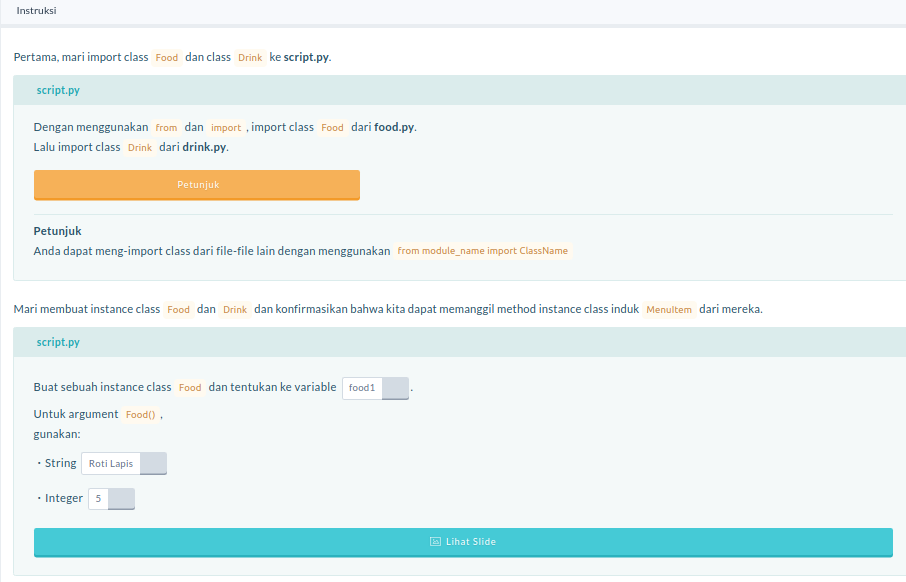 Instruksi
Pertama, mari import class Food dan class Drink ke script.py.
script.py
Dengan menggunakan from dan import , import class Food dari food.py.
Lalu import class Drink dari drink.py.
Petunjuk
Petunjuk
Anda dapat meng-import class dari file-file lain dengan menggunakan from module_name import ClassName
Mari membuat instance class Food dan Drink dan konfirmasikan bahwa kita dapat memanggil method instance class induk MenuItem dari mereka.
script.py
Buat sebuah instance class Food dan tentukan ke variable food1 .
Untuk argument Food() ,
gunakan:
・String Roti Lapis
・Integer 5
Lihat Slide